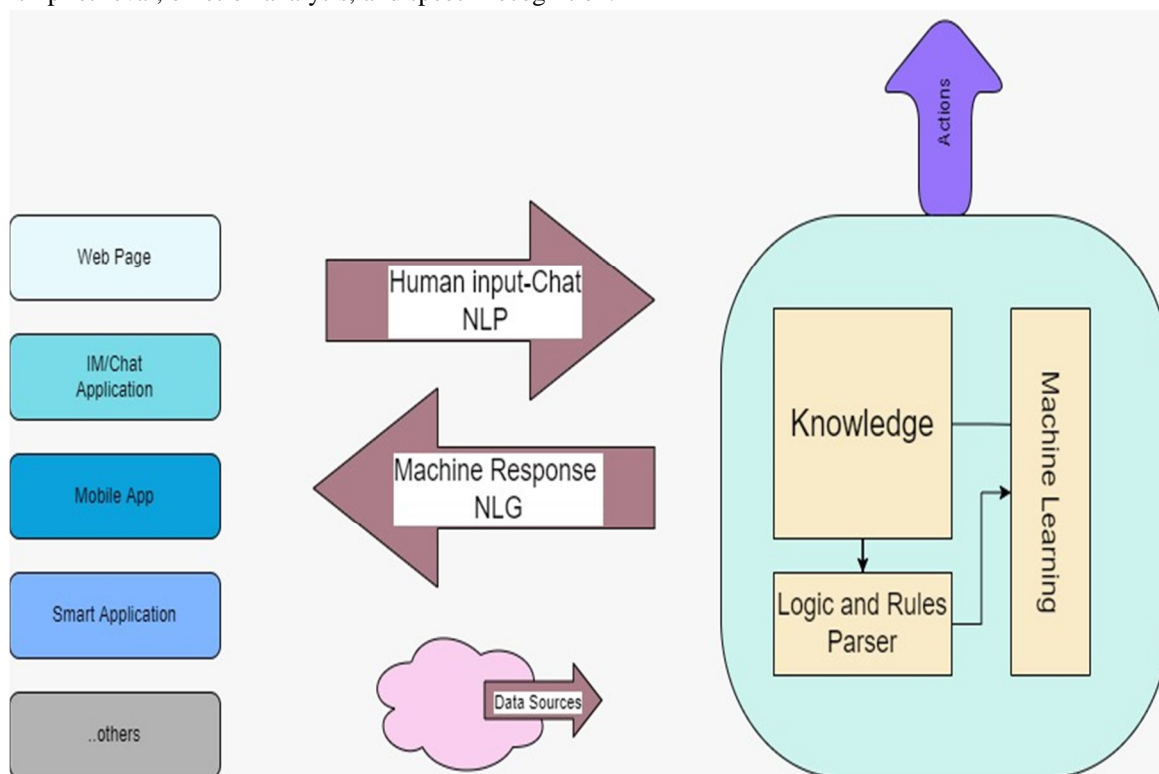 Actions
Web Page
IM/Chat
Application
Mobile App
Smart Application
..others
Human input-Chat
NLP
Machine Response
NLG
Data Sources
Knowledge
Logic and Rules
Parser
Machine Learning